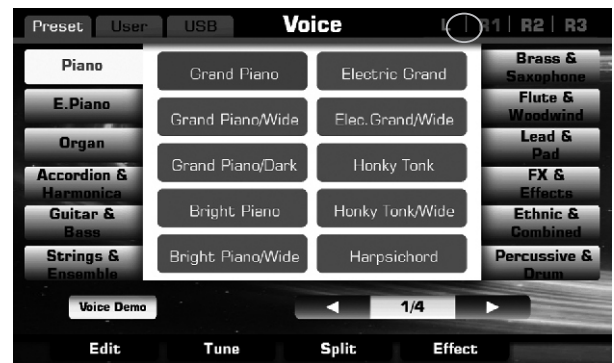 Preset User USB Voice L R1 R2 R3
Piano
E.Piano
Organ
Accordion &
Harmonica
Guitar &
Bass
Strings &
Ensemble
Grand Piano Electric Grand
Grand Piano/Wide Elec.Grand/Wide
Grand Piano/Dark Honky Tonk
Bright Piano Honky Tonk/Wide
Bright Piano/Wide Harpsichord
Brass &
Saxophone
Flute &
Woodwind
Lead &
Pad
FX &
Effects
Ethnic &
Combined
Percussive &
Drum
Voice Demo 1/4
Edit Tune Split Effect